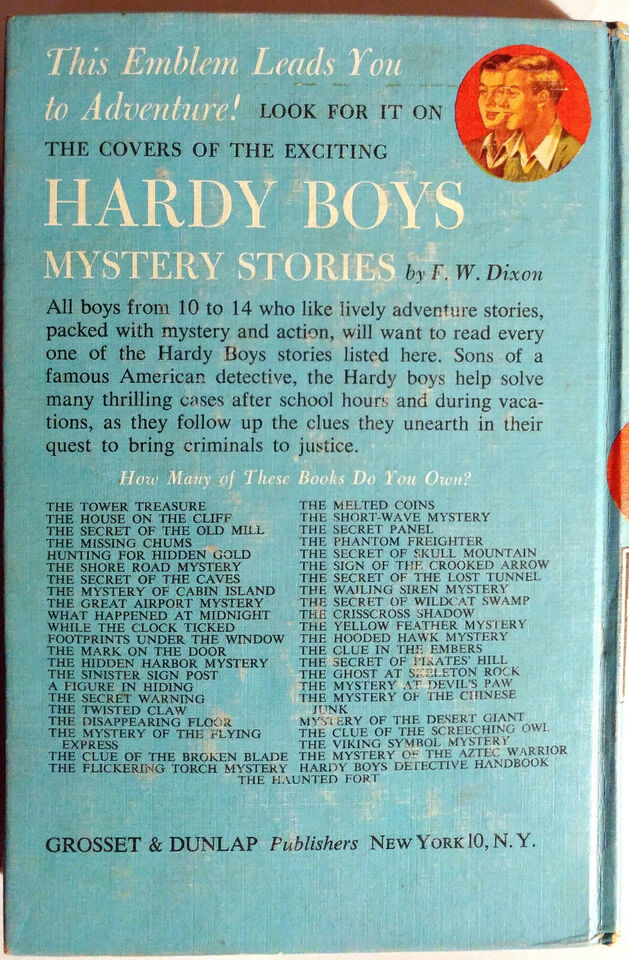 This Emblem Leads You
to Adventure! LOOK FOR IT ON
THE COVERS OF THE EXCITING
HARDY BOYS
MYSTERY STORIES by F. W. Dixon
All boys from 10 to 14 who like lively adventure stories,
packed with mystery and action, will want to read every
one of the Hardy Boys stories listed here. Sons of a
famous American detective, the Hardy boys help solve
many thrilling cases after school hours and during vaca-
tions, as they follow up the clues they unearth in their
quest to bring criminals to justice.
How Many of These Books Do You Own?
THE TOWER TREASURE
THE HOUSE ON THE CLIFF
THE SECRET OF THE OLD MILL
THE MISSING CHUMS
HUNTING FOR HIDDEN GOLD
THE SHORE ROAD MYSTERY
THE SECRET OF THE CAVES
THE MYSTERY OF CABIN ISLAND
THE GREAT AIRPORT MYSTERY
WHAT HAPPENED AT MIDNIGHT
WHILE THE CLOCK TICKED
FOOTPRINTS UNDER THE WINDOW
THE MARK ON THE DOOR
THE HIDDEN HARBOR MYSTERY
THE SINISTER SIGN POST
A FIGURE IN HIDING
THE SECRET WARNING
THE TWISTED CLAW
THE DISAPPEARING FLOOR
THE MYSTERY OF THE FLYING
EXPRESS
THE CLUE OF THE BROKEN BLADE
THE FLICKERING TORCH MYSTERY
THE MELTED COINS
THE SHORT-WAVE MYSTERY
THE SECRET PANEL
THE PHANTOM FREIGHTER
THE SECRET OF SKULL MOUNTAIN
THE SIGN OF THE CROOKED ARROW
THE SECRET OF THE LOST TUNNEL
THE WAILING SIREN MYSTERY
THE SECRET OF WILDCAT SWAMP
THE CRISSCROSS SHADOW
THE YELLOW FEATHER MYSTERY
THE HOODED HAWK MYSTERY
THE CLUE IN THE EMBERS
THE SECRET OF PIRATES' HILL
THE GHOST AT SKELETON ROCK
THE MYSTERY AT DEVIL'S PAW
THE MYSTERY OF THE CHINESE
JUNK
MYSTERY OF THE DESERT GIANT
THE CLUE OF THE SCREECHING OWL
THE VIKING SYMBOL MYSTERY
THE MYSTERY OF THE AZTEC WARRIOR
HARDY BOYS DETECTIVE HANDBOOK
THE HAUNTED FORT
GROSSET & DUNLAP Publishers NEW YORK 10, N. Y.